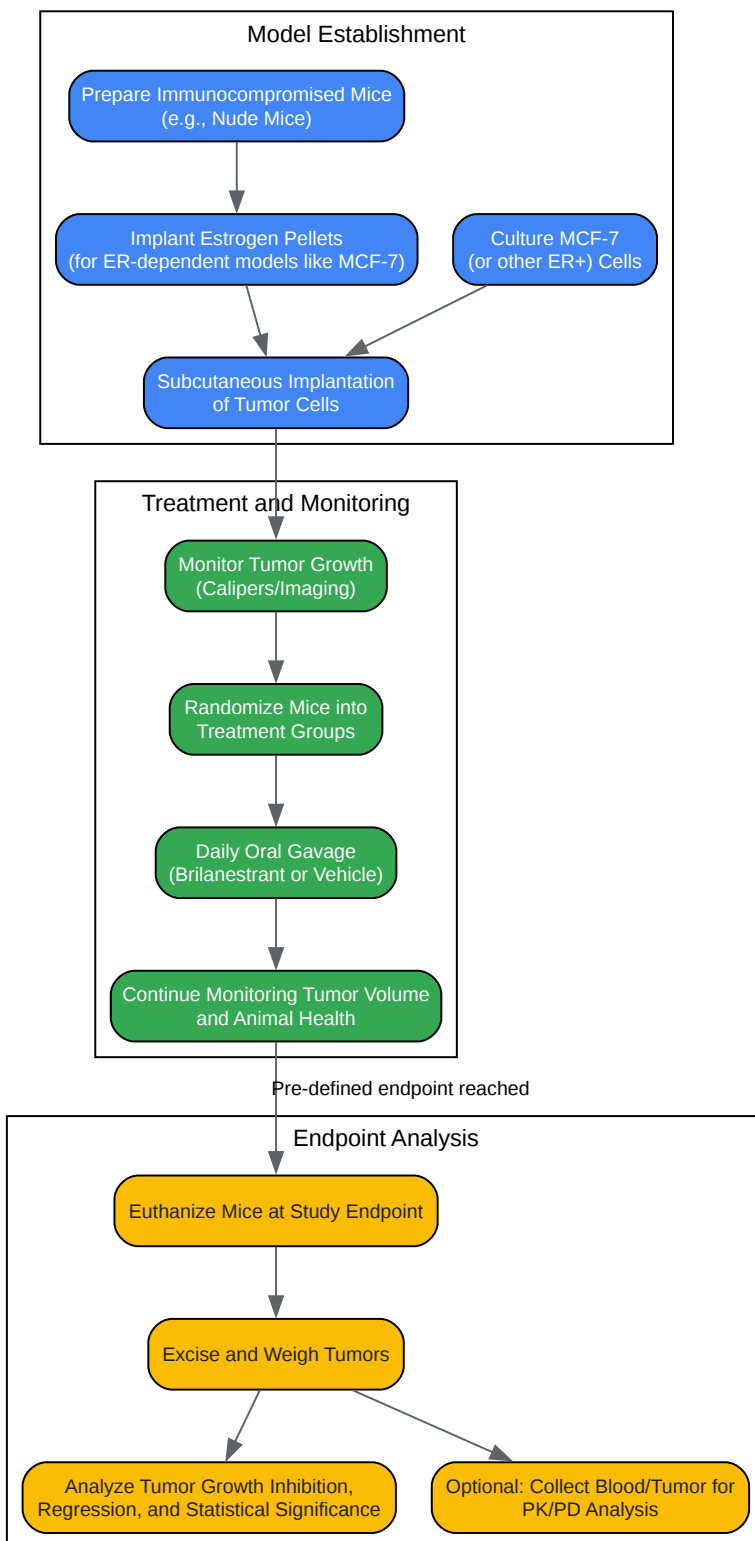 Model Establishment
Prepare Immunocompromised Mice
(e.g., Nude Mice)
Implant Estrogen Pellets
(for ER-dependent models like MCF-7)
Culture MCF-7
(or other ER+) Cells
Subcutaneous Implantation
of Tumor Cells
Treatment and Monitoring
Monitor Tumor Growth
(Calipers/Imaging)
Randomize Mice into
Treatment Groups
Daily Oral Gavage
(Brilanestrant or Vehicle)
Continue Monitoring Tumor Volume
and Animal Health
Pre-defined endpoint reached
Endpoint Analysis
Euthanize Mice at Study Endpoint
Excise and Weigh Tumors
Analyze Tumor Growth Inhibition,
Regression, and Statistical Significance
Optional: Collect Blood/Tumor for
PK/PD Analysis